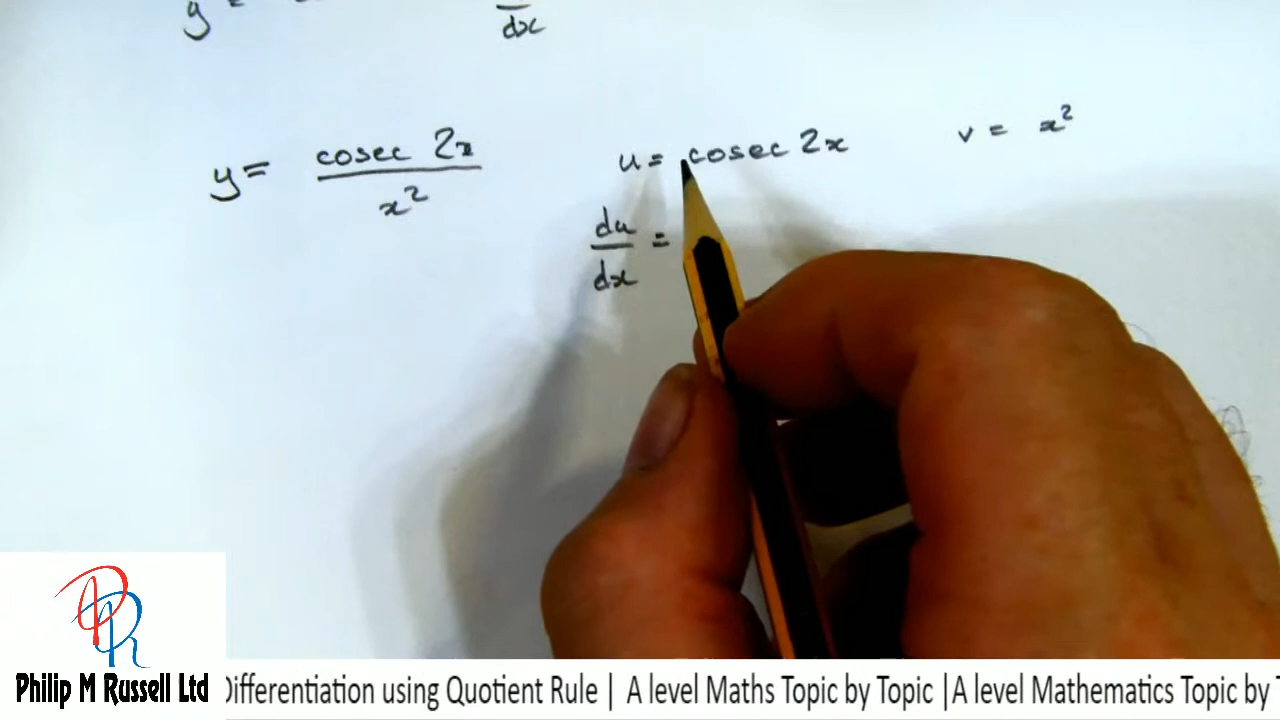 y =
dx
y = cosec 2x / x²
u = cosec 2x
v = x²
du/dx =
Philip M Russell Ltd
Differentiation using Quotient Rule | A level Maths Topic by Topic |A level Mathematics Topic by